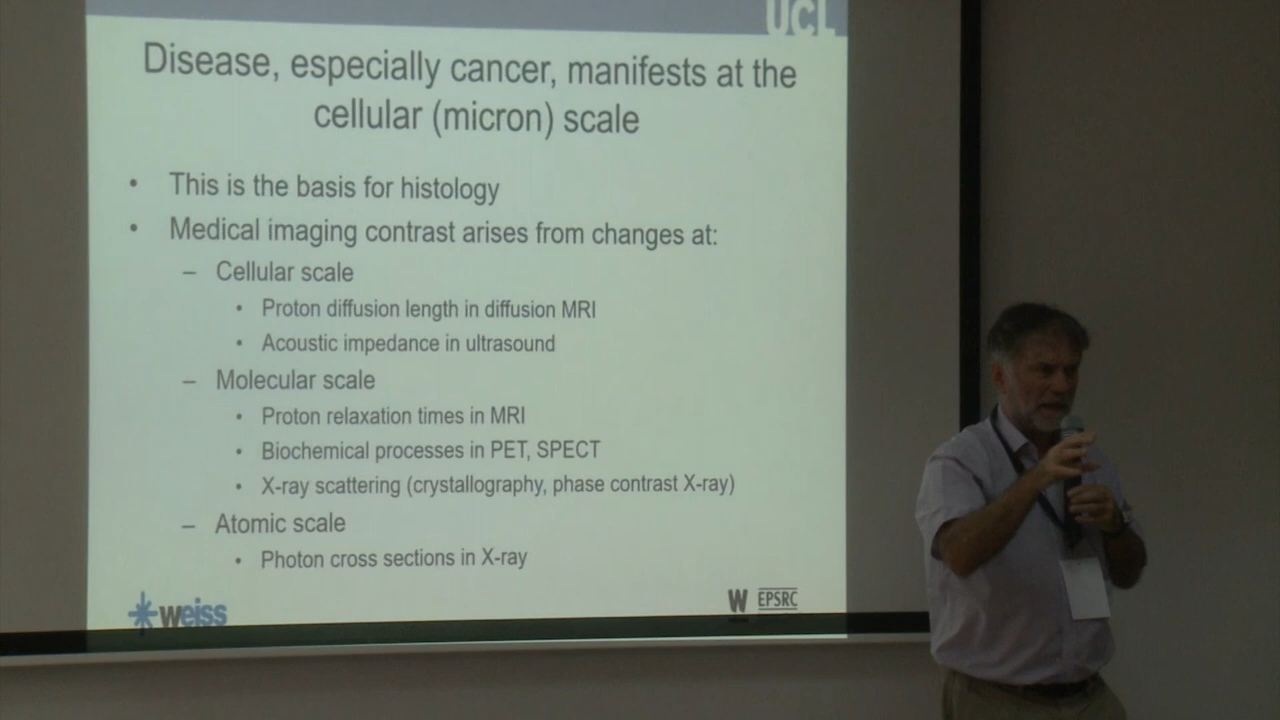 UCL
Disease, especially cancer, manifests at the
cellular (micron) scale
• This is the basis for histology
• Medical imaging contrast arises from changes at:
– Cellular scale
• Proton diffusion length in diffusion MRI
• Acoustic impedance in ultrasound
– Molecular scale
• Proton relaxation times in MRI
• Biochemical processes in PET, SPECT
• X-ray scattering (crystallography, phase contrast X-ray)
– Atomic scale
• Photon cross sections in X-ray
weiss W EPSRC